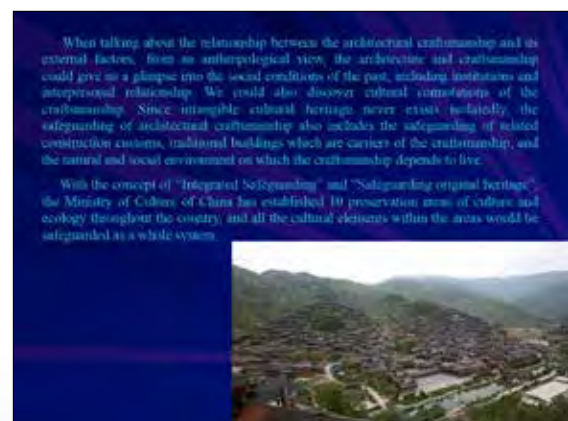 When talking about the relationship between the architectural craftsmanship and its
external factors, from an anthropological view, the architecture and craftsmanship
could give us a glimpse into the social conditions of the past, including institutions and
interpersonal relationship. We could also discover cultural connotations of the
craftsmanship. Since intangible cultural heritage never exists isolatedly, the
safeguarding of architectural craftsmanship also includes the safeguarding of related
construction customs, traditional buildings which are carriers of the craftsmanship, and
the natural and social environment on which the craftsmanship depends to live.
With the concept of "Integrated Safeguarding" and "Safeguarding original heritage",
the Ministry of Culture of China has established 10 preservation areas of culture and
ecology throughout the country, and all the cultural elements within the areas would be
safeguarded as a whole system.